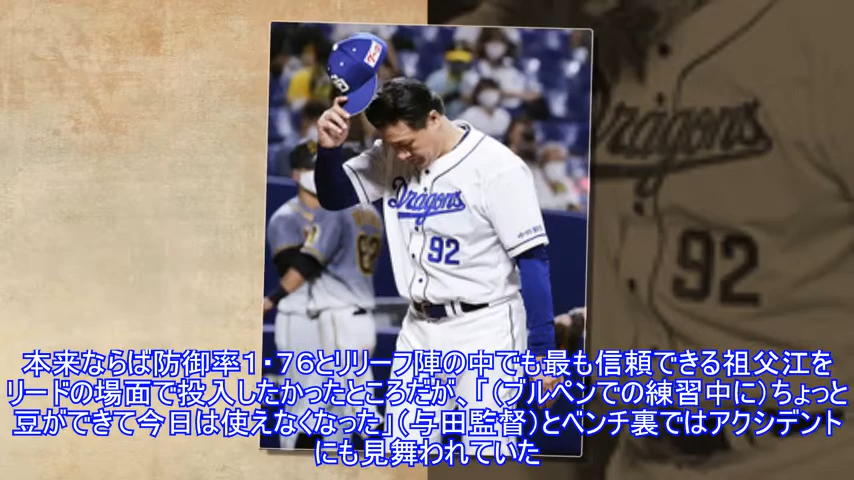 Dragons
92
Dragons
92
62
本来ならば防御率１・７６とリリーフ陣の中でも最も信頼できる祖父江を
リードの場面で投入したかったところだが、「（ブルペンでの練習中に）ちょっと
豆ができて今日は使えなくなった」（与田監督）とベンチ裏ではアクシデント
にも見舞われていた